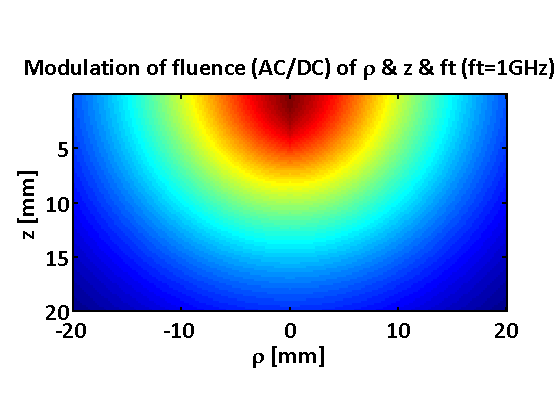 Modulation of fluence (AC/DC) of ρ & z & ft (ft=1GHz)
5
10
15
20
z [mm]
-20 -10 0 10 20
ρ [mm]